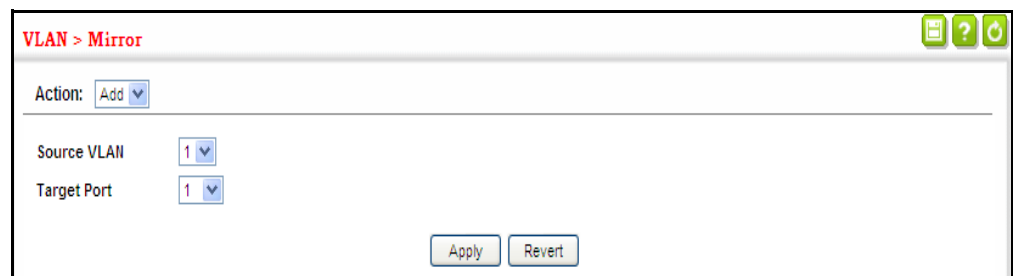 VLAN > Mirror
?
Action: Add
Source VLAN 1
Target Port 1
Apply Revert